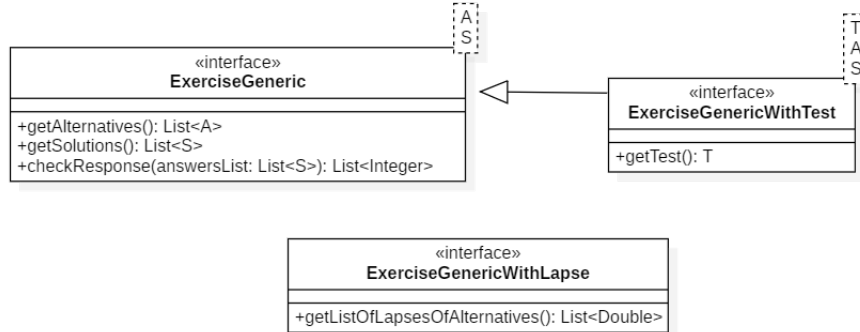 A
S
«interface»
ExerciseGeneric
+getAlternatives(): List<A>
+getSolutions(): List<S>
+checkResponse(answersList: List<S>): List<Integer>
T
A
S
«interface»
ExerciseGenericWithTest
+getTest(): T
«interface»
ExerciseGenericWithLapse
+getListOfLapsesOfAlternatives(): List<Double>